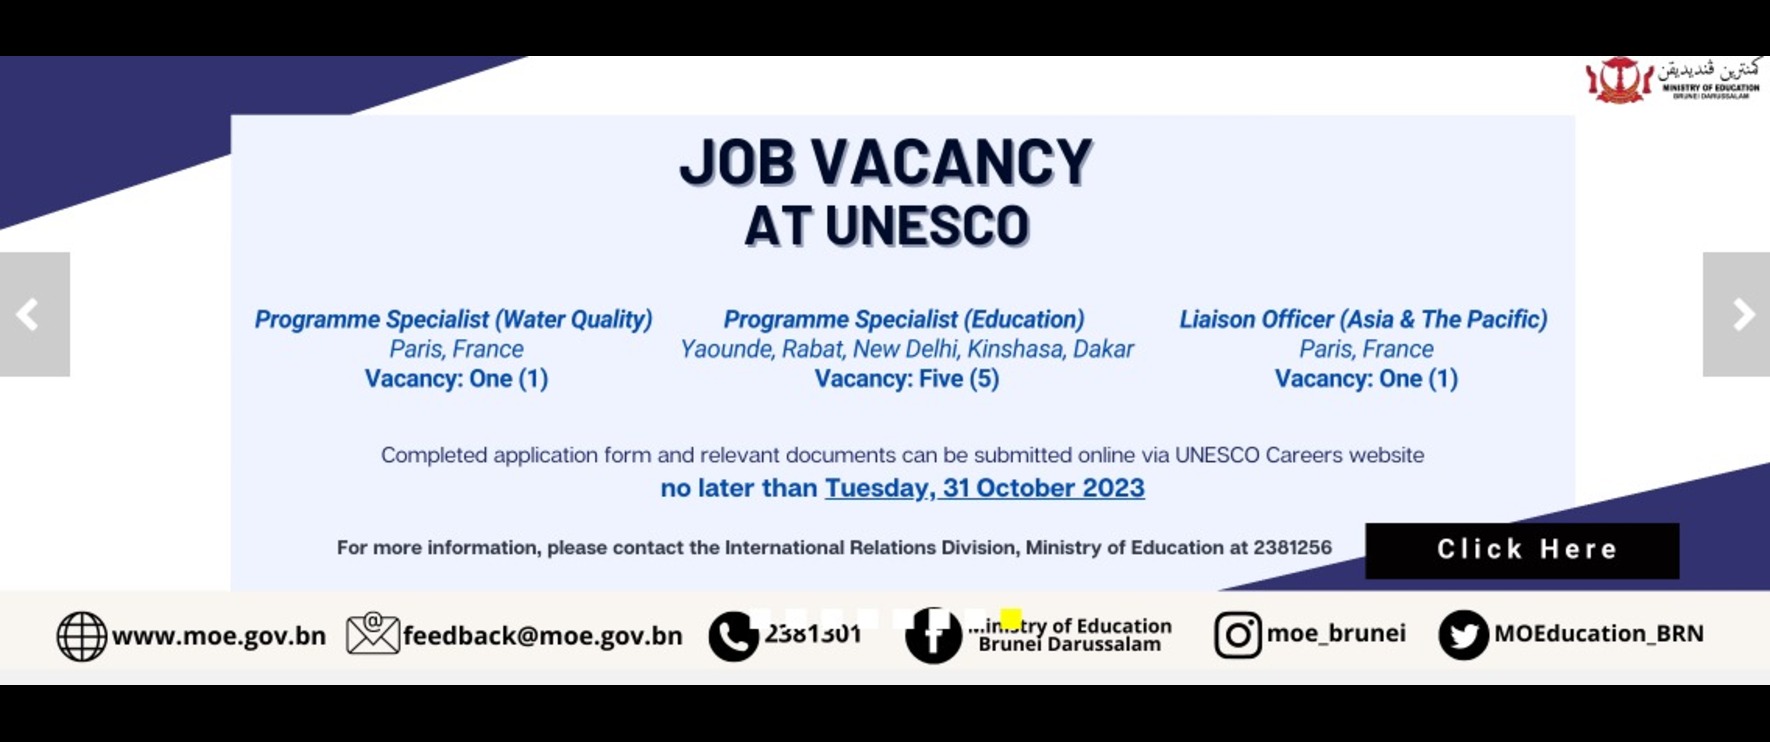 كمنترين ڤنديديقن
MINISTRY OF EDUCATION
BRUNEI DARUSSALAM
JOB VACANCY
AT UNESCO
Programme Specialist (Water Quality)
Paris, France
Vacancy: One (1)
Programme Specialist (Education)
Yaounde, Rabat, New Delhi, Kinshasa, Dakar
Vacancy: Five (5)
Liaison Officer (Asia & The Pacific)
Paris, France
Vacancy: One (1)
Completed application form and relevant documents can be submitted online via UNESCO Careers website
no later than Tuesday, 31 October 2023
For more information, please contact the International Relations Division, Ministry of Education at 2381256
Click Here
www.moe.gov.bn
feedback@moe.gov.bn
2381301
Ministry of Education
Brunei Darussalam
moe_brunei
MOEducation_BRN